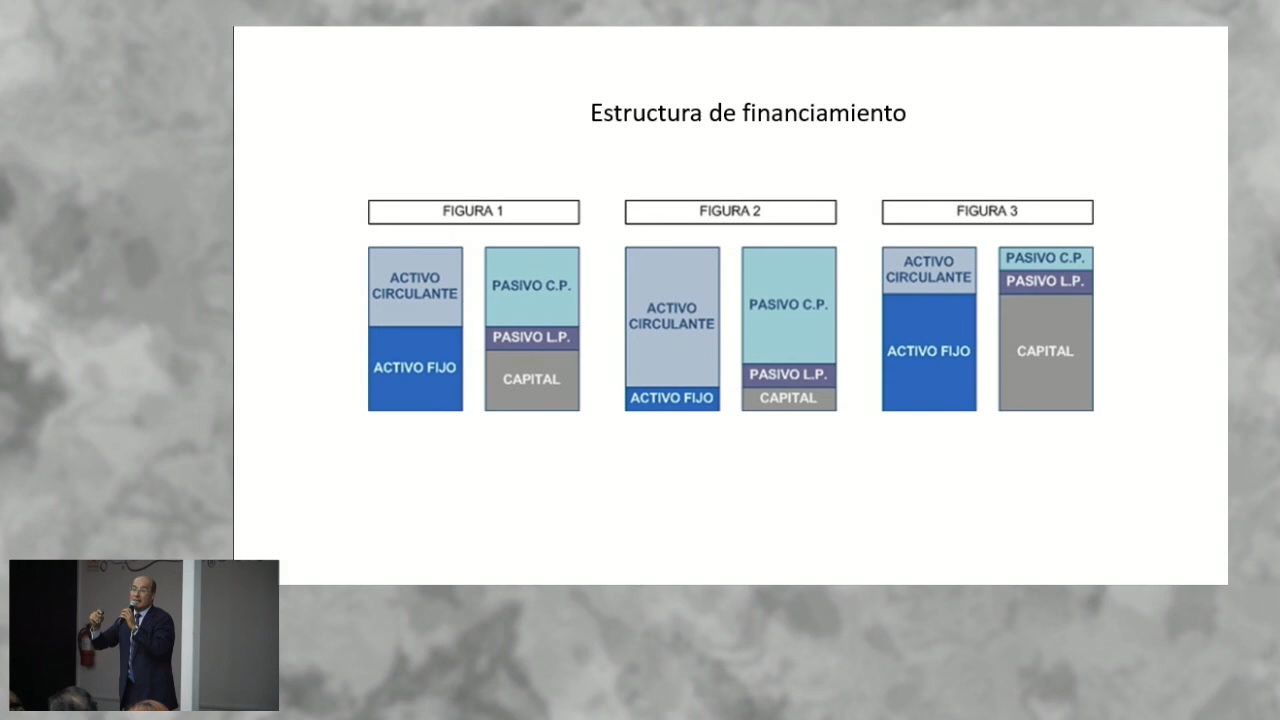 Estructura de financiamiento
FIGURA 1
ACTIVO
CIRCULANTE
ACTIVO FIJO
PASIVO C.P.
PASIVO L.P.
CAPITAL
FIGURA 2
ACTIVO
CIRCULANTE
ACTIVO FIJO
PASIVO C.P.
PASIVO L.P.
CAPITAL
FIGURA 3
ACTIVO
CIRCULANTE
ACTIVO FIJO
PASIVO C.P.
PASIVO L.P.
CAPITAL